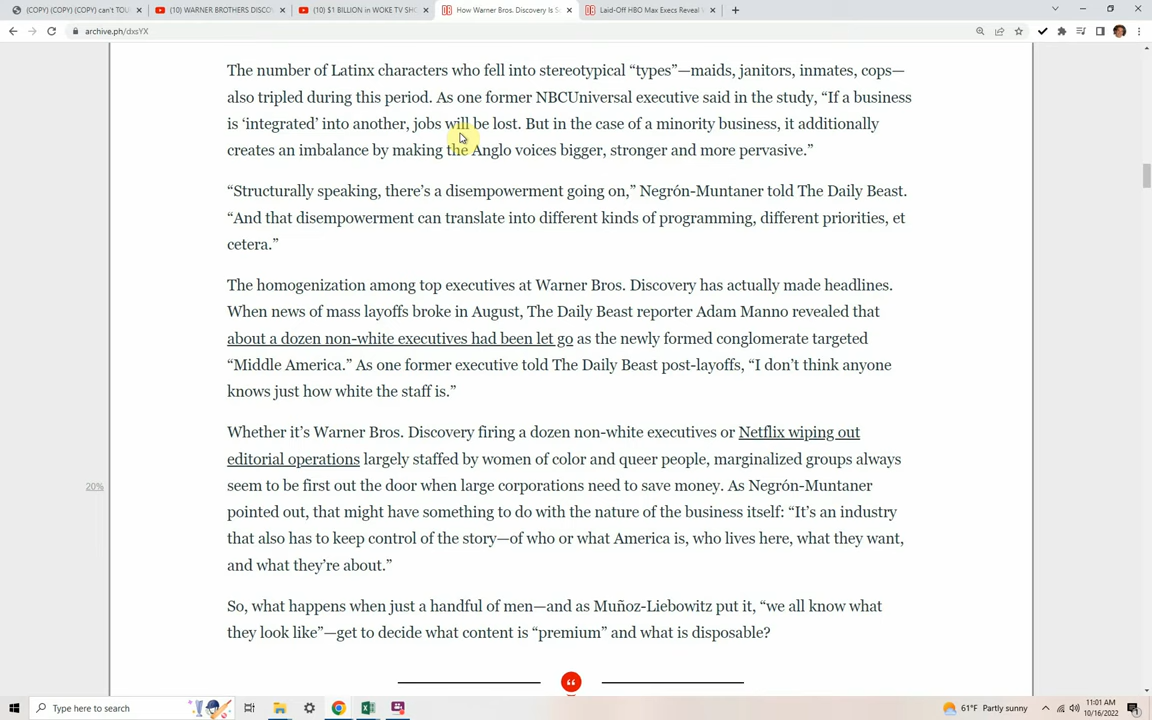 (COPY) (COPY) (COPY) can't TOU
(10) WARNER BROTHERS DISCOV
(10) $1 BILLION in WOKE TV SHO
How Warner Bros. Discovery Is S
Laid-Off HBO Max Execs Reveal
archive.ph/dxsYX
The number of Latinx characters who fell into stereotypical “types”—maids, janitors, inmates, cops—
also tripled during this period. As one former NBCUniversal executive said in the study, “If a business
is ‘integrated’ into another, jobs will be lost. But in the case of a minority business, it additionally
creates an imbalance by making the Anglo voices bigger, stronger and more pervasive.”
“Structurally speaking, there’s a disempowerment going on,” Negrón-Muntaner told The Daily Beast.
“And that disempowerment can translate into different kinds of programming, different priorities, et
cetera.”
The homogenization among top executives at Warner Bros. Discovery has actually made headlines.
When news of mass layoffs broke in August, The Daily Beast reporter Adam Manno revealed that
about a dozen non-white executives had been let go as the newly formed conglomerate targeted
“Middle America.” As one former executive told The Daily Beast post-layoffs, “I don’t think anyone
knows just how white the staff is.”
Whether it’s Warner Bros. Discovery firing a dozen non-white executives or Netflix wiping out
editorial operations largely staffed by women of color and queer people, marginalized groups always
seem to be first out the door when large corporations need to save money. As Negrón-Muntaner
20%
pointed out, that might have something to do with the nature of the business itself: “It’s an industry
that also has to keep control of the story—of who or what America is, who lives here, what they want,
and what they’re about.”
So, what happens when just a handful of men—and as Muñoz-Liebowitz put it, “we all know what
they look like”—get to decide what content is “premium” and what is disposable?
Type here to search
61°F Partly sunny
11:01 AM
10/16/2022